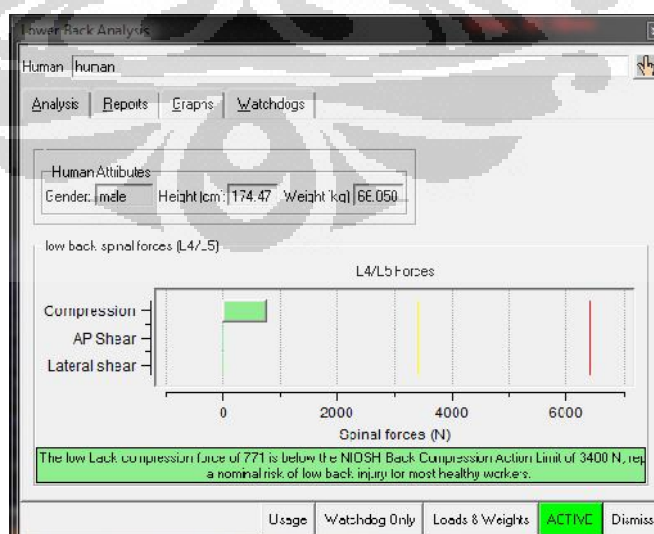 Lower Back Analysis
Human human
Analysis Reports Graphs Watchdogs
Human Attributes
Gender: male Height (cm): 174.47 Weight (kg) 66.050
low back spinal forces (L4/L5)
L4/L5 Forces
Compression
AP Shear
Lateral shear
0 2000 4000 6000
Spinal forces (N)
The low back compression force of 771 is below the NIOSH Back Compression Action Limit of 3400 N, rep
a nominal risk of low back injury for most healthy workers.
Usage Watchdog Only Loads & Weights ACTIVE Dismiss